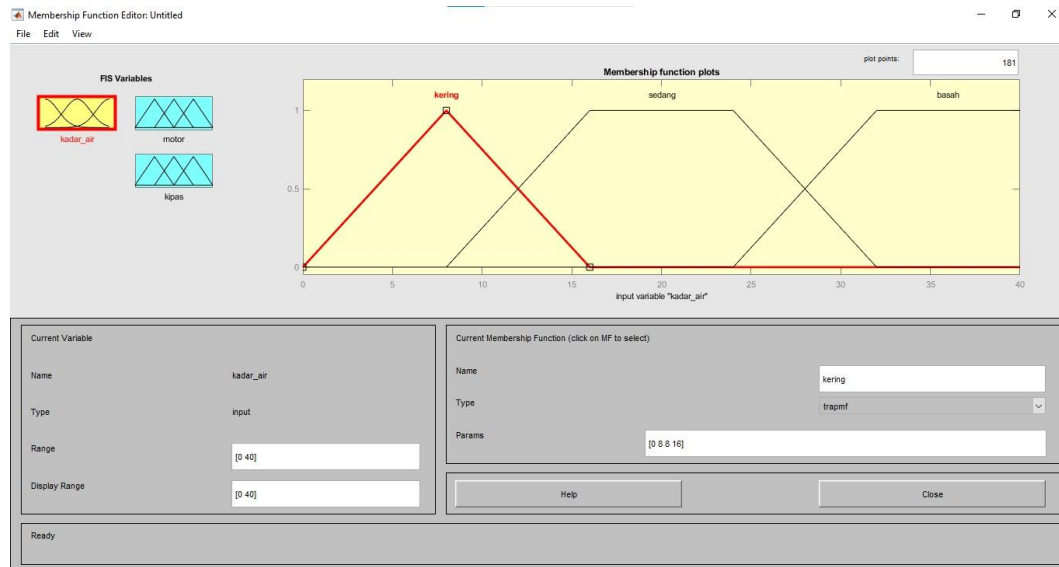 Membership Function Editor: Untitled
File Edit View
FIS Variables
kadar_air
motor
kipas
plot points:
181
Membership function plots
kering
sedang
basah
1
0.5
0
0 5 10 15 20 25 30 35 40
input variable "kadar_air"
Current Variable
Name kadar_air
Type input
Range [0 40]
Display Range [0 40]
Current Membership Function (click on MF to select)
Name kering
Type trapmf
Params [0 8 8 16]
Help
Close
Ready